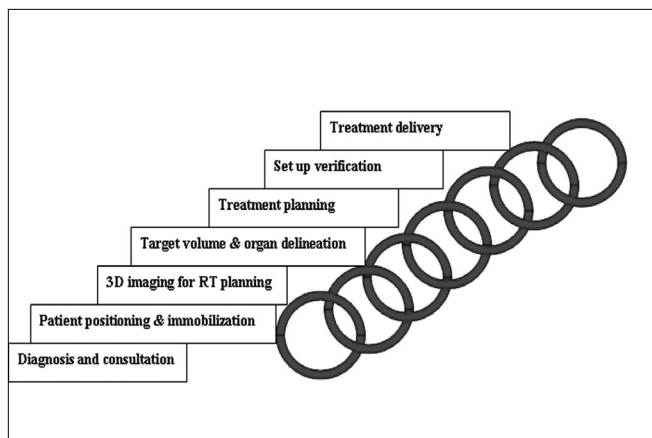 Treatment delivery
Set up verification
Treatment planning
Target volume & organ delineation
3D imaging for RT planning
Patient positioning & immobilization
Diagnosis and consultation